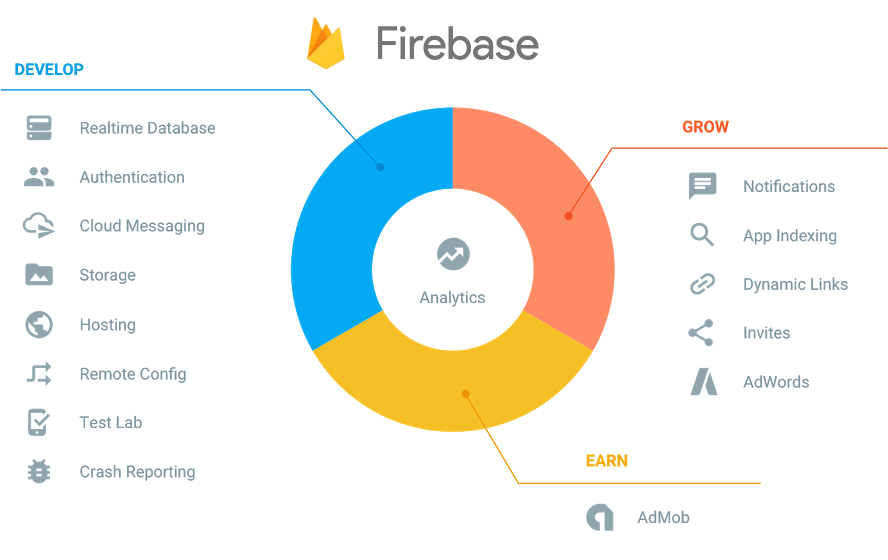 Firebase
DEVELOP
Realtime Database
Authentication
Cloud Messaging
Storage
Hosting
Remote Config
Test Lab
Crash Reporting
Analytics
GROW
Notifications
App Indexing
Dynamic Links
Invites
AdWords
EARN
AdMob